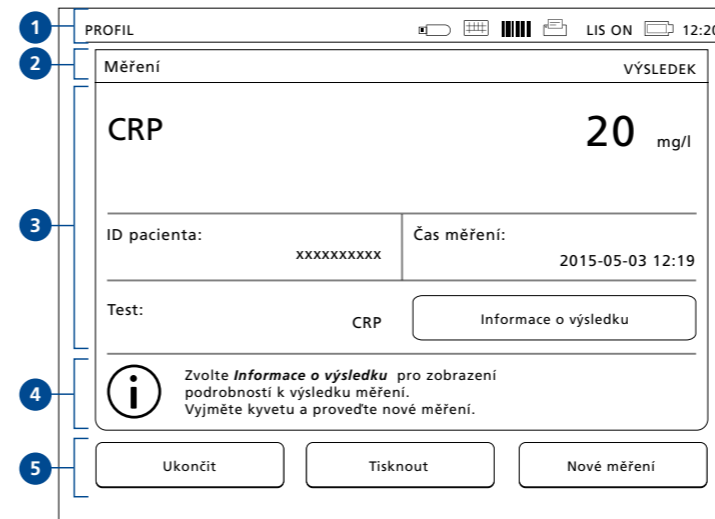 1 PROFIL LIS ON 12:20
2 Měření VÝSLEDEK
3
CRP 20 mg/l
ID pacienta: xxxxxxxxxx
Čas měření: 2015-05-03 12:19
Test: CRP Informace o výsledku
4
Zvolte Informace o výsledku pro zobrazení
podrobností k výsledku měření.
Vyjměte kyvetu a proveďte nové měření.
5 Ukončit Tisknout Nové měření